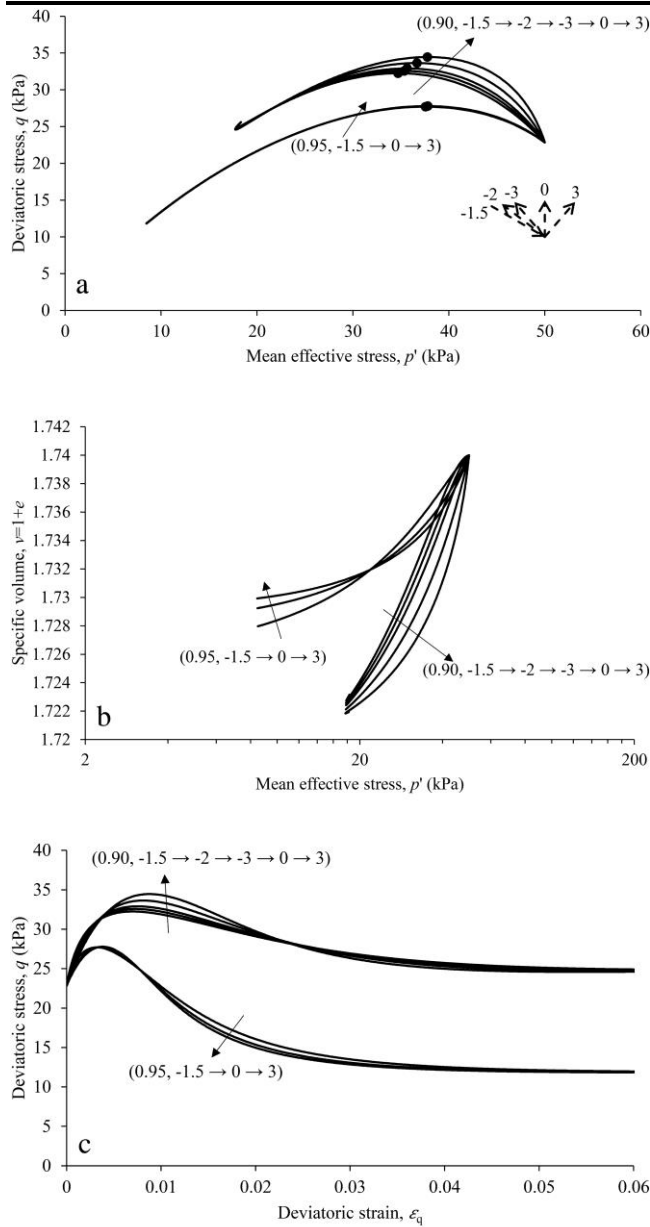 40
35
30
25
20
15
10
5
0
Deviatoric stress, q (kPa)
(0.90, -1.5 → -2 → -3 → 0 → 3)
(0.95, -1.5 → 0 → 3)
-2
-3
0
3
-1.5
a
0 10 20 30 40 50 60
Mean effective stress, p' (kPa)
1.742
1.74
1.738
1.736
1.734
1.732
1.73
1.728
1.726
1.724
1.722
1.72
Specific volume, v=1+e
(0.95, -1.5 → 0 → 3)
(0.90, -1.5 → -2 → -3 → 0 → 3)
b
2 20 200
Mean effective stress, p' (kPa)
40
35
30
25
20
15
10
5
0
Deviatoric stress, q (kPa)
(0.90, -1.5 → -2 → -3 → 0 → 3)
(0.95, -1.5 → 0 → 3)
c
0 0.01 0.02 0.03 0.04 0.05 0.06
Deviatoric strain, εq